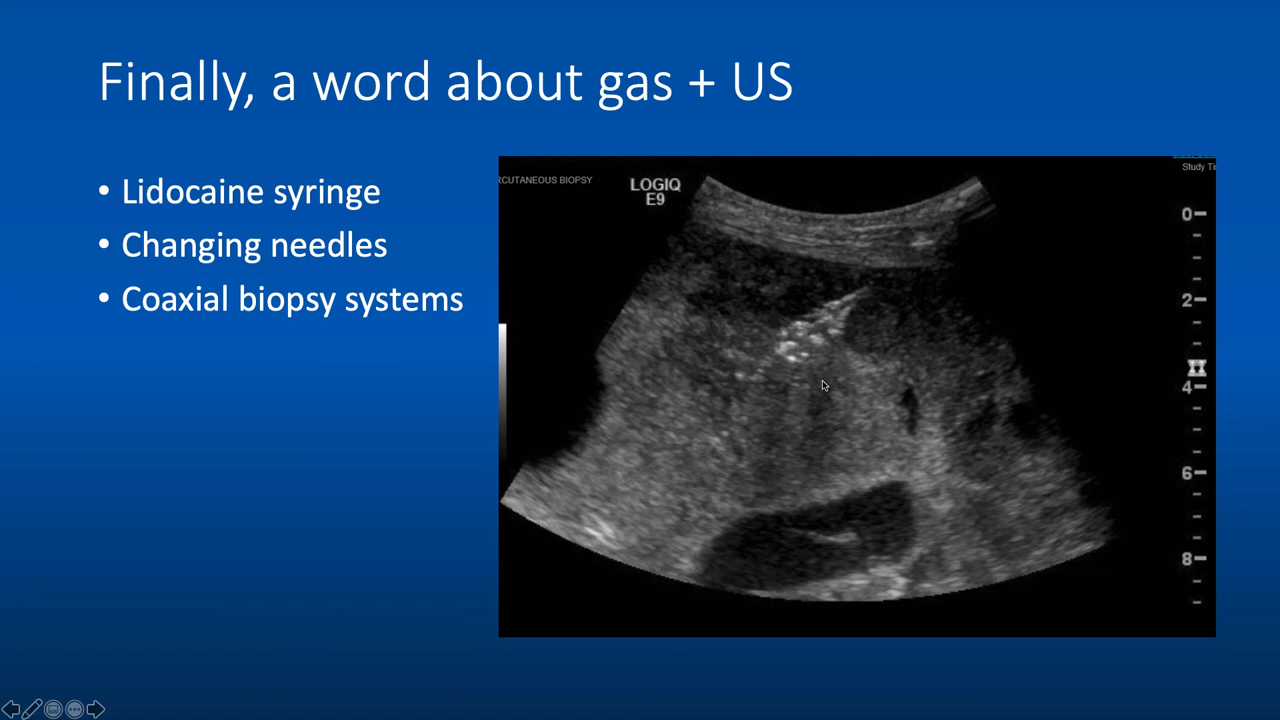 Finally, a word about gas + US
• Lidocaine syringe
• Changing needles
• Coaxial biopsy systems
RCUTANEOUS BIOPSY
LOGIQ
E9
Study Ti
0
2
4
6
8